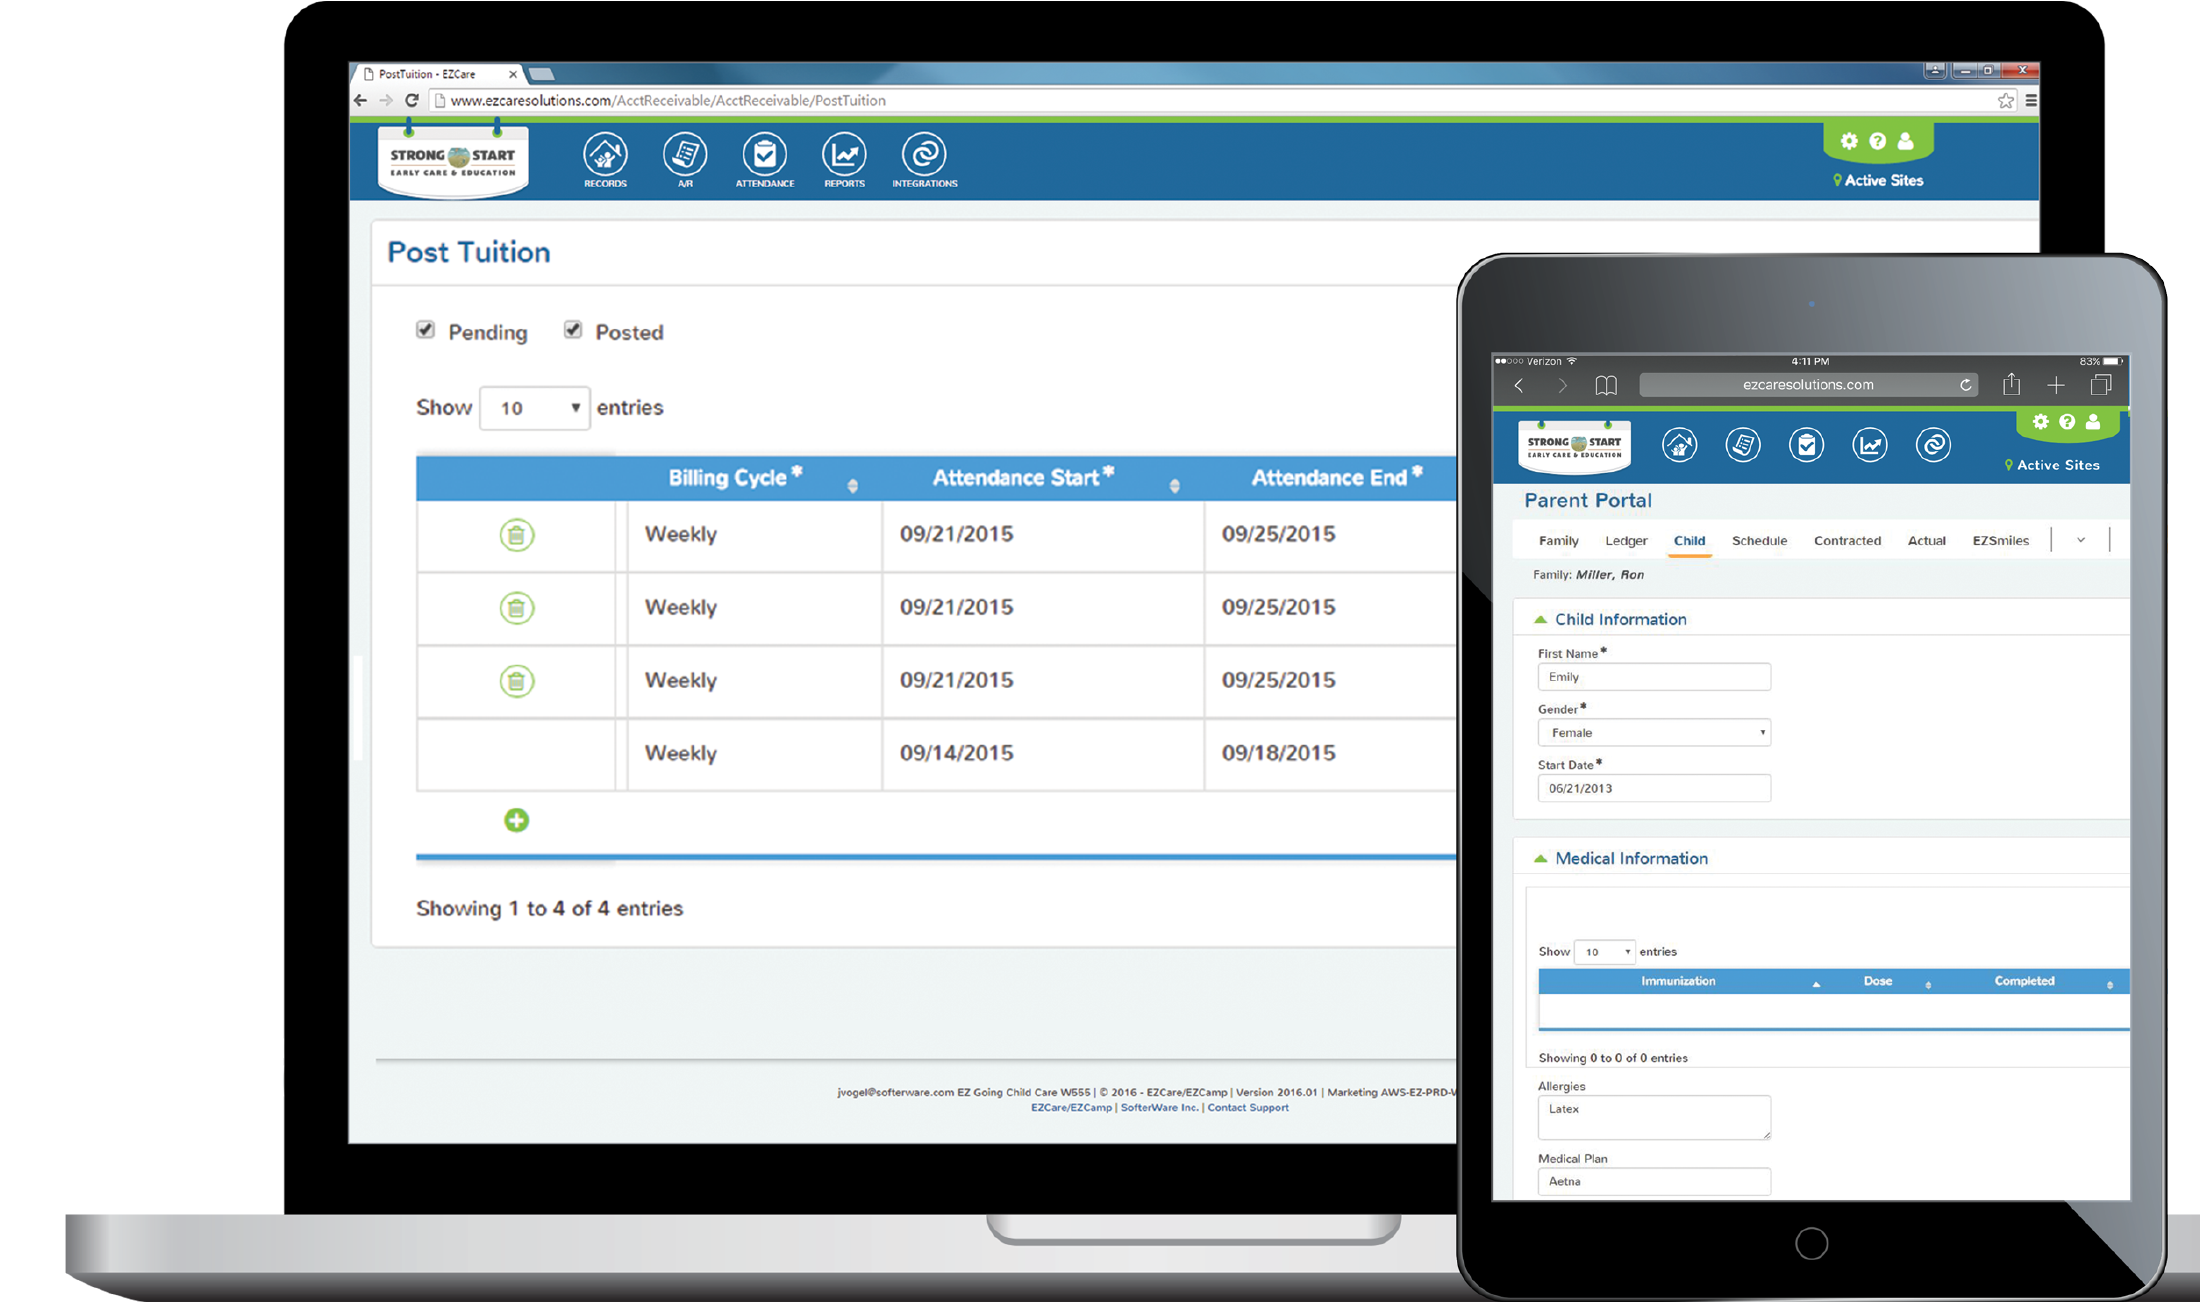 PostTuition - EZCare
www.ezcaresolutions.com/AcctReceivable/AcctReceivable/PostTuition
STRONG START
EARLY CARE & EDUCATION
RECORDS
A/R
ATTENDANCE
REPORTS
INTEGRATIONS
Active Sites
Post Tuition
Pending Posted
Show 10 entries
Billing Cycle* Attendance Start* Attendance End*
Weekly 09/21/2015 09/25/2015
Weekly 09/21/2015 09/25/2015
Weekly 09/21/2015 09/25/2015
Weekly 09/14/2015 09/18/2015
Showing 1 to 4 of 4 entries
jvogel@softerware.com EZ Going Child Care W555 | © 2016 - EZCare/EZCamp | Version 2016.01 | Marketing AWS-EZ-PRD-
EZCare/EZCamp | SofterWare Inc. | Contact Support
Verizon 4:11 PM 83%
ezcaresolutions.com
STRONG START
EARLY CARE & EDUCATION
Active Sites
Parent Portal
Family Ledger Child Schedule Contracted Actual EZSmiles
Family: Miller, Ron
Child Information
First Name*
Emily
Gender*
Female
Start Date*
06/21/2013
Medical Information
Show 10 entries
Immunization Dose Completed
Showing 0 to 0 of 0 entries
Allergies
Latex
Medical Plan
Aetna